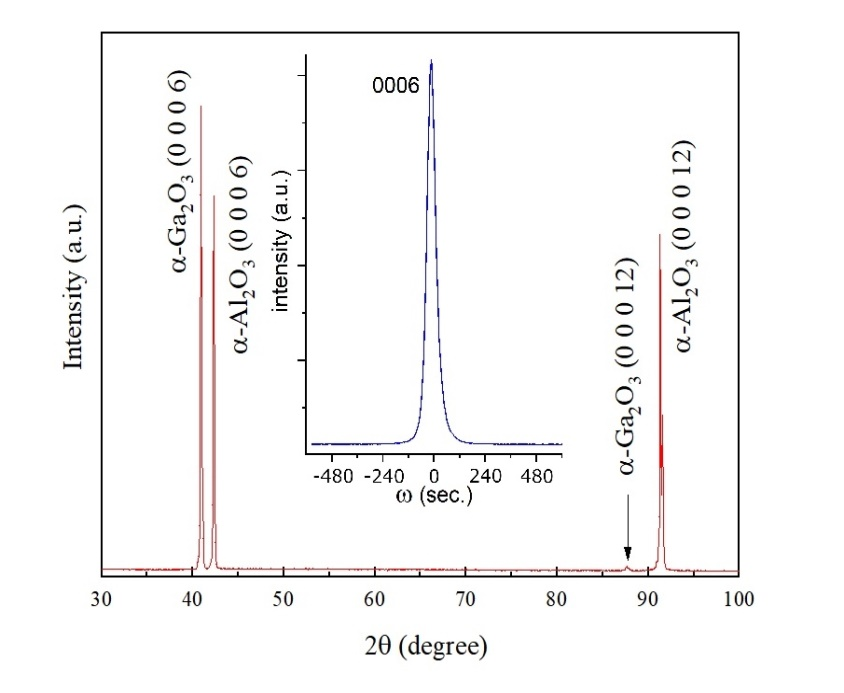 α-Ga₂O₃ (0 0 0 6)
α-Al₂O₃ (0 0 0 6)
0006
intensity (a.u.)
-480 -240 0 240 480
ω (sec.)
α-Ga₂O₃ (0 0 0 12)
α-Al₂O₃ (0 0 0 12)
Intensity (a.u.)
30 40 50 60 70 80 90 100
2θ (degree)